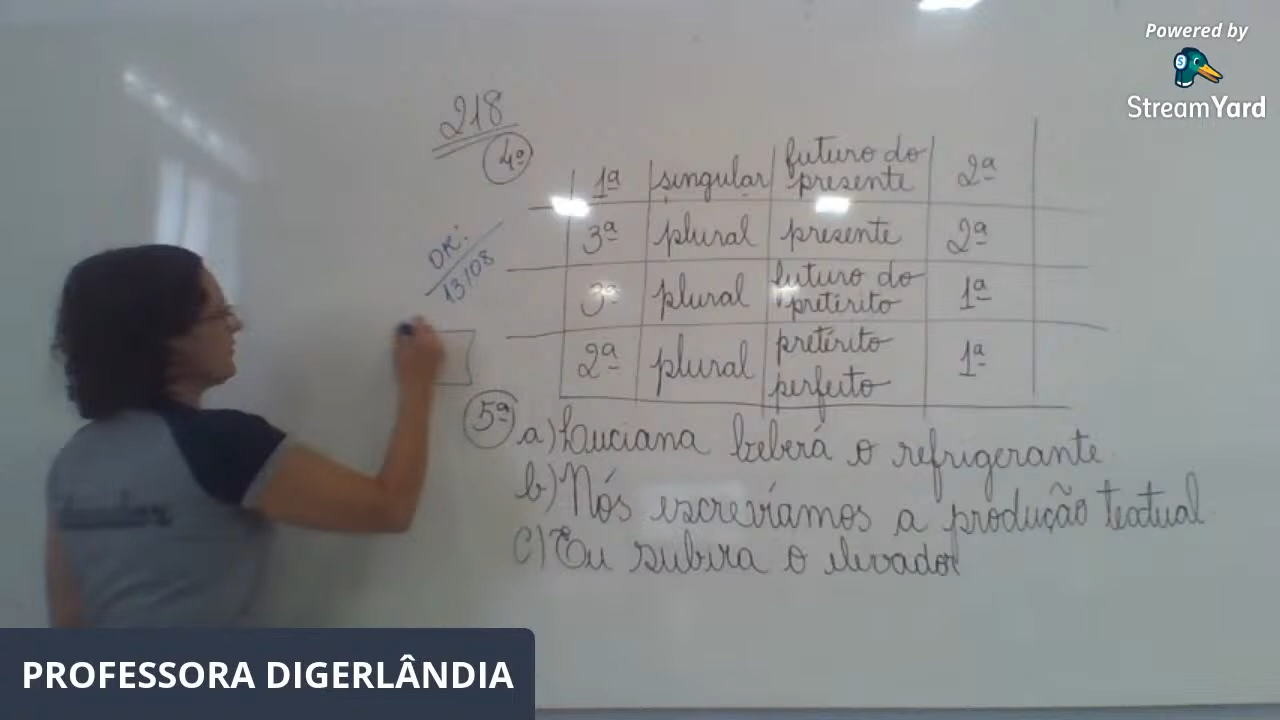 Powered by
StreamYard
218
4º
1ª singular futuro do presente 2ª
3ª plural presente 2ª
3ª plural futuro do pretérito 1ª
2ª plural pretérito perfeito 1ª
OK:
13/08
5ª a) Luciana beberá o refrigerante
b) Nós escrevíamos a produção textual
c) Eu subira o elevador
PROFESSORA DIGERLÂNDIA